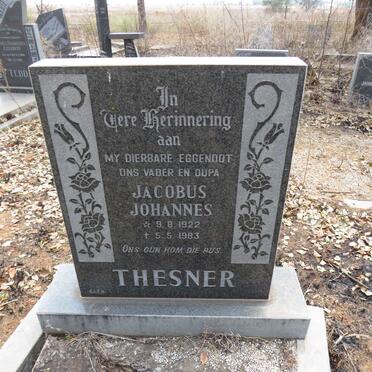 In
Tere Herinnering
aan
MY DIERBARE EGGENOOT
ONS VADER EN OUPA
JACOBUS
JOHANNES
* 9.8.1922
+ 5.5.1983
ONS GUN HOM DIE RUS.
THESNER